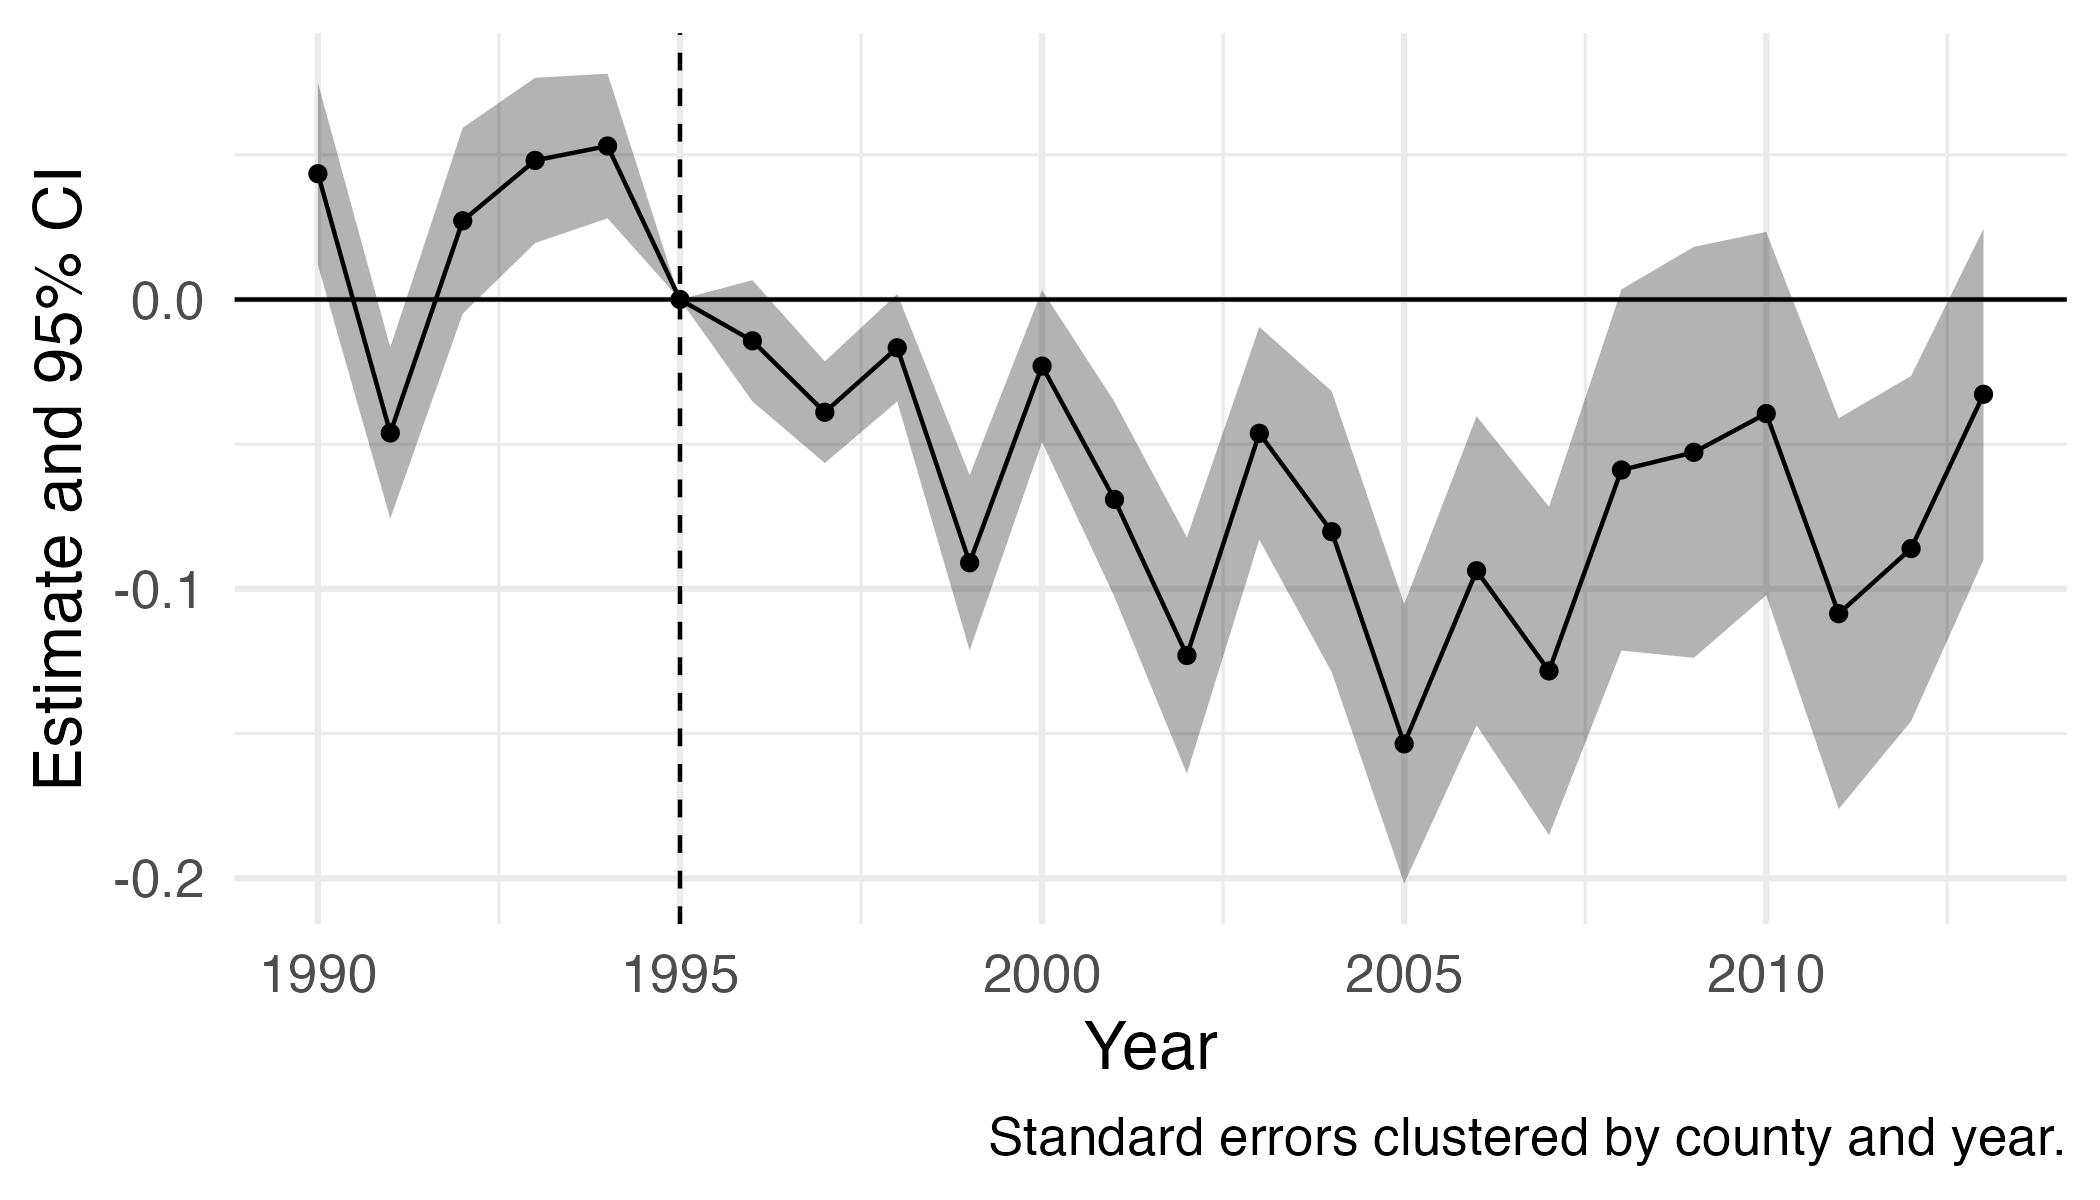 Estimate and 95% CI
0.0
-0.1
-0.2
1990 1995 2000 2005 2010
Year
Standard errors clustered by county and year.